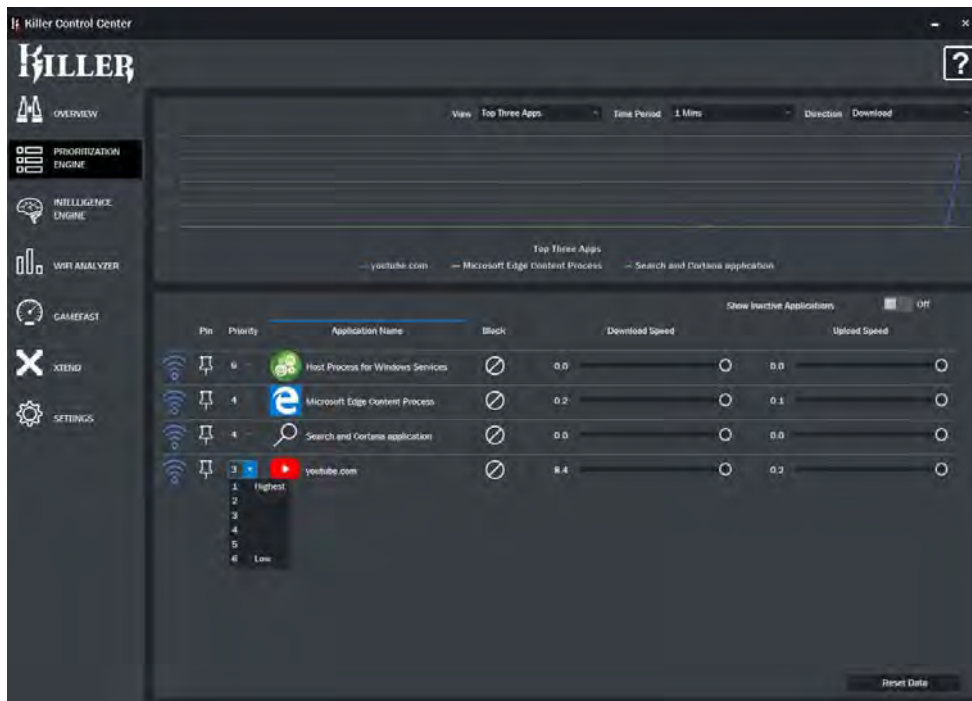 Killer Control Center
KILLER
?
OVERVIEW
View Top Three Apps Time Period 1 Mins Direction Download
PRIORITIZATION
ENGINE
INTELLIGENCE
ENGINE
WIFI ANALYZER
GAMEFAST
XTEND
SETTINGS
Top Three Apps
youtube.com Microsoft Edge Content Process Search and Cortana application
Show Inactive Applications Off
Pin Priority Application Name Block Download Speed Upload Speed
Host Process for Windows Services 0.0 0.0
4 Microsoft Edge Content Process 0.2 0.1
4 Search and Cortana application 0.0 0.0
3 youtube.com 8.4 0.2
1 Highest
2
3
4
5
6 Low
Reset Data